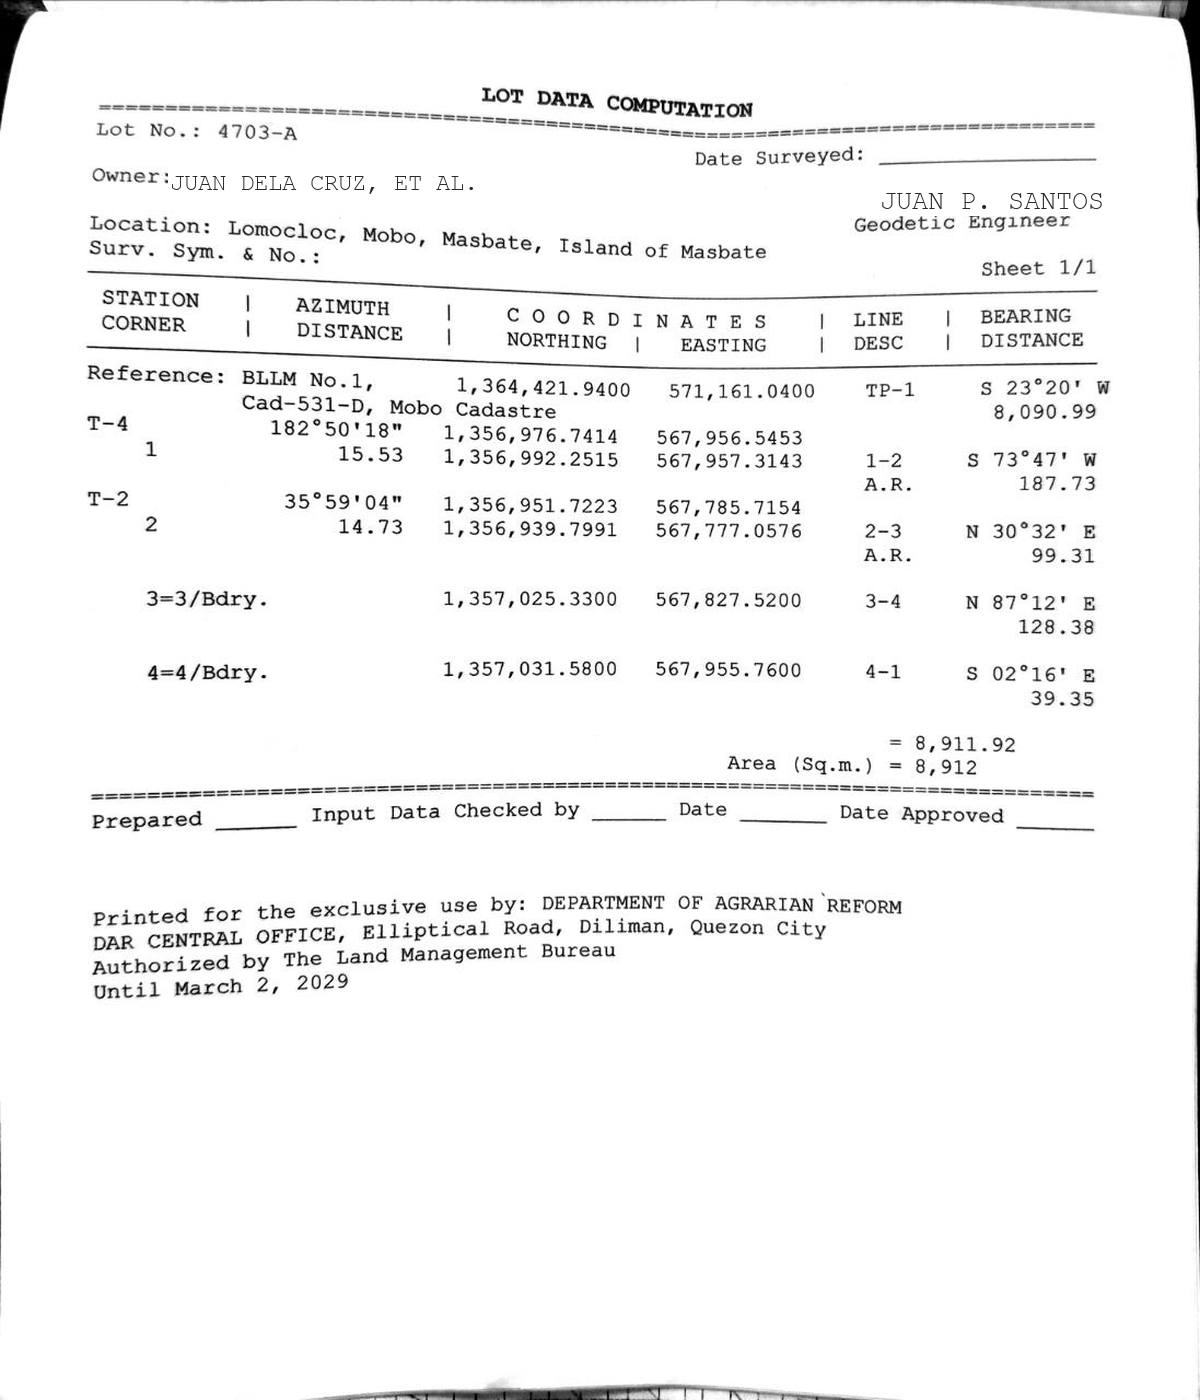 LOT DATA COMPUTATION
================================================================================
Lot No.: 4703-A
Date Surveyed: ________________
Owner:JUAN DELA CRUZ, ET AL.
JUAN P. SANTOS
Geodetic Engineer
Location: Lomocloc, Mobo, Masbate, Island of Masbate
Surv. Sym. & No.:
Sheet 1/1
STATION | AZIMUTH | C O O R D I N A T E S | LINE | BEARING
CORNER | DISTANCE | NORTHING | EASTING | DESC | DISTANCE
Reference: BLLM No.1, 1,364,421.9400 571,161.0400 TP-1 S 23°20' W
Cad-531-D, Mobo Cadastre 8,090.99
T-4 182°50'18" 1,356,976.7414 567,956.5453
1 15.53 1,356,992.2515 567,957.3143 1-2 S 73°47' W
A.R. 187.73
T-2 35°59'04" 1,356,951.7223 567,785.7154
2 14.73 1,356,939.7991 567,777.0576 2-3 N 30°32' E
A.R. 99.31
3=3/Bdry. 1,357,025.3300 567,827.5200 3-4 N 87°12' E
128.38
4=4/Bdry. 1,357,031.5800 567,955.7600 4-1 S 02°16' E
39.35
= 8,911.92
Area (Sq.m.) = 8,912
================================================================================
Prepared ______ Input Data Checked by ______ Date ______ Date Approved ______
Printed for the exclusive use by: DEPARTMENT OF AGRARIAN REFORM
DAR CENTRAL OFFICE, Elliptical Road, Diliman, Quezon City
Authorized by The Land Management Bureau
Until March 2, 2029